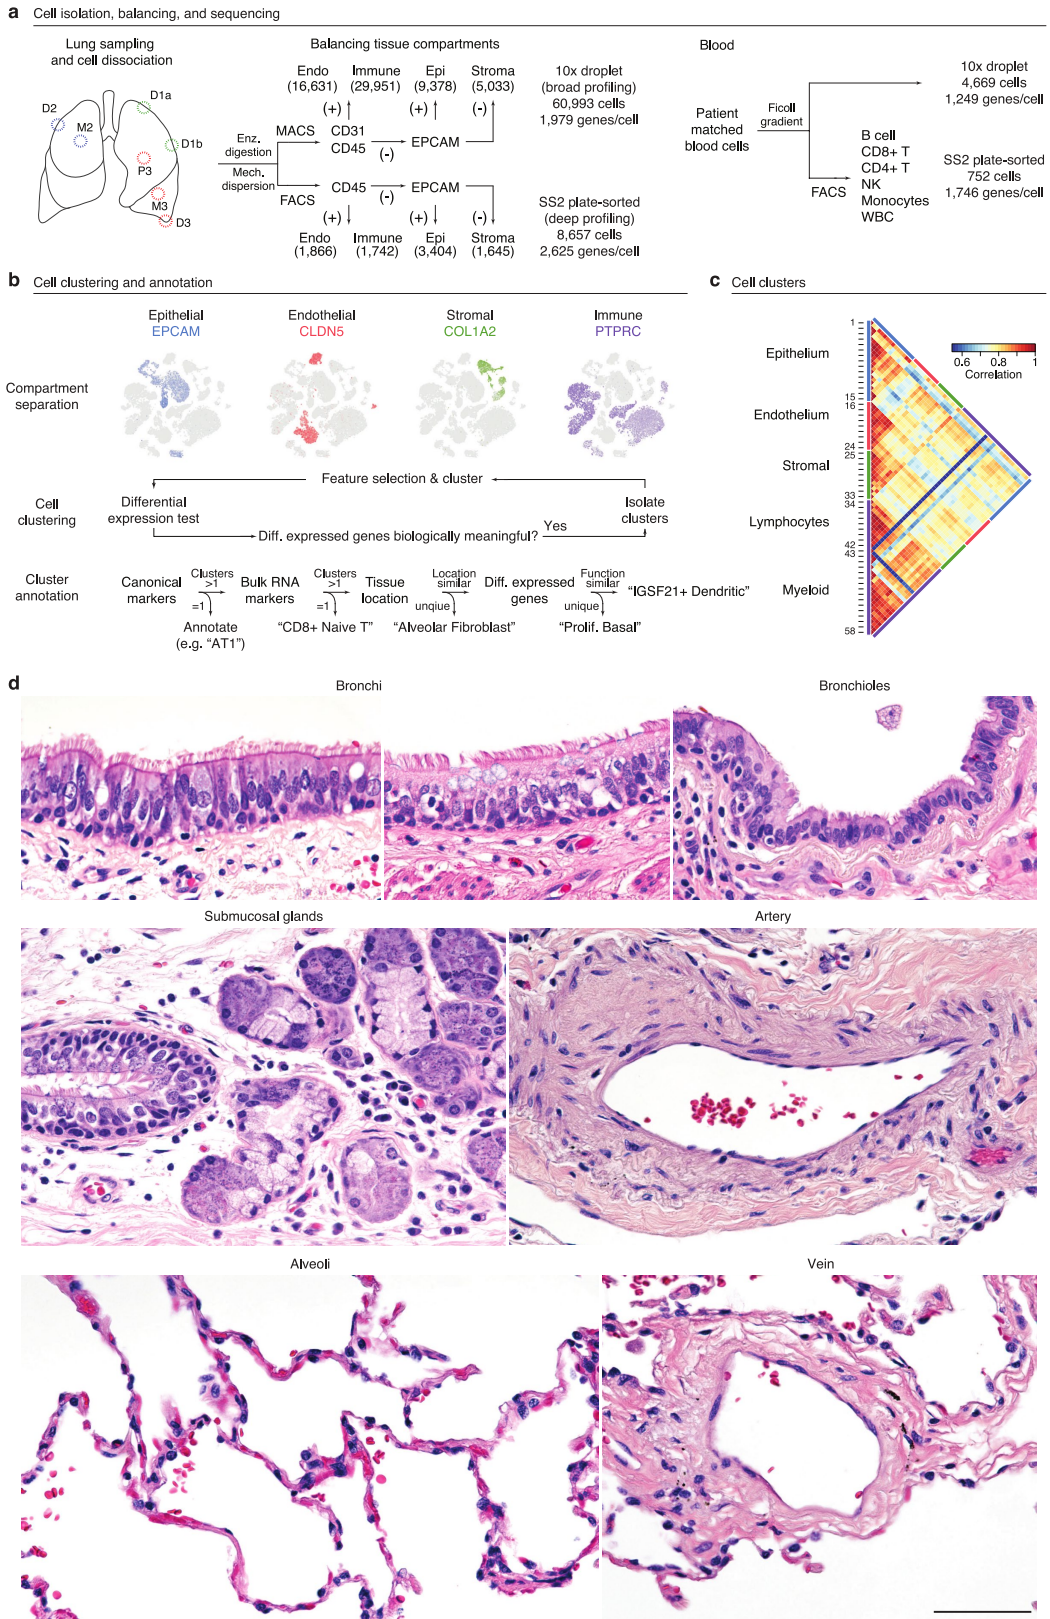 a Cell isolation, balancing, and sequencing
Lung sampling
and cell dissociation
D1a
D2
M2
D1b
P3
M3
D3
Enz.
digestion
Mech.
dispersion
MACS
FACS
Balancing tissue compartments
Endo Immune Epi Stroma
(16,631) (29,951) (9,378) (5,033)
(+) (+) (-)
CD31
CD45
(-)
EPCAM
CD45
(-)
EPCAM
(+) (+) (-)
Endo Immune Epi Stroma
(1,866) (1,742) (3,404) (1,645)
10x droplet
(broad profiling)
60,993 cells
1,979 genes/cell
SS2 plate-sorted
(deep profiling)
8,657 cells
2,625 genes/cell
Blood
Patient
matched
blood cells
Ficoll
gradient
FACS
B cell
CD8+ T
CD4+ T
NK
Monocytes
WBC
10x droplet
4,669 cells
1,249 genes/cell
SS2 plate-sorted
752 cells
1,746 genes/cell
b Cell clustering and annotation
Epithelial Endothelial Stromal Immune
EPCAM CLDN5 COL1A2 PTPRC
Compartment
separation
Feature selection & cluster
Cell
clustering
Differential
expression test
Isolate
clusters
Diff. expressed genes biologically meaningful?
Yes
Cluster
annotation
Canonical
markers
Clusters
>1
=1
Annotate
(e.g. “AT1”)
Bulk RNA
markers
Clusters
>1
=1
“CD8+ Naive T”
Tissue
location
Location
similar
unqiue
“Alveolar Fibroblast”
Diff. expressed
genes
Function
similar
unique
“Prolif. Basal”
“IGSF21+ Dendritic”
c Cell clusters
1
Epithelium
15
16
Endothelium
24
25
Stromal
33
34
Lymphocytes
42
43
Myeloid
58
0.6 0.8 1
Correlation
d
Bronchi
Bronchioles
Submucosal glands
Artery
Alveoli
Vein